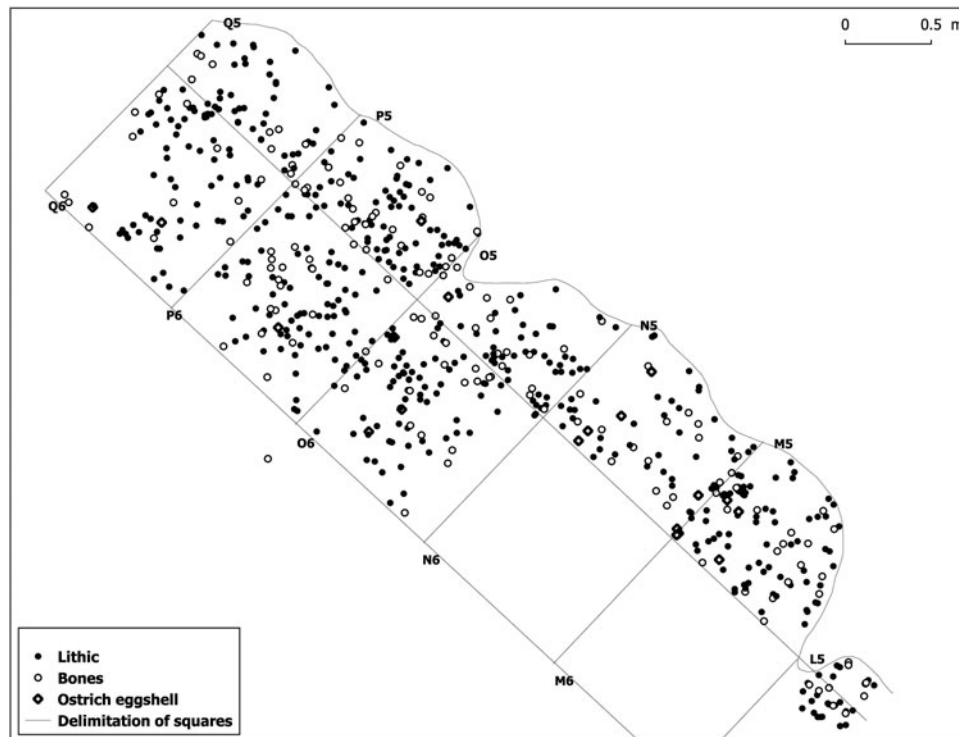 Q5
0 0.5 m
P5
Q6
O5
P6
N5
O6
M5
N6
L5
M6
Lithic
Bones
Ostrich eggshell
Delimitation of squares